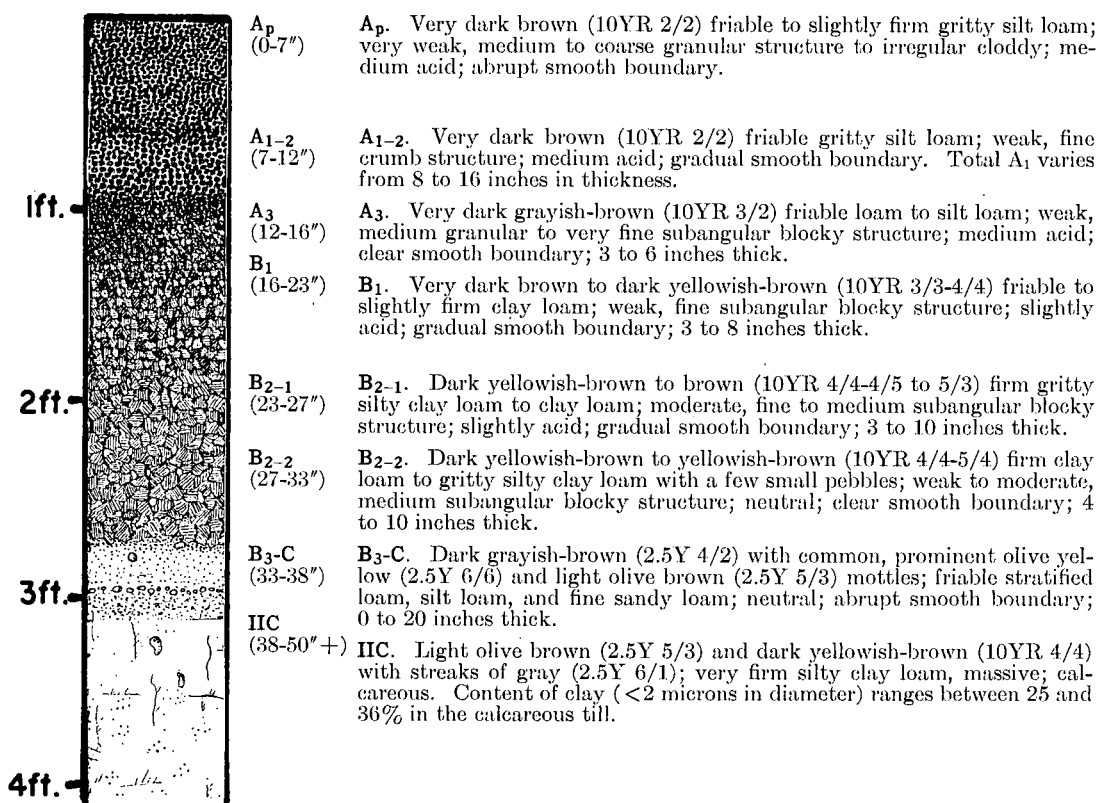 Ap
(0-7″)
Ap. Very dark brown (10YR 2/2) friable to slightly firm gritty silt loam;
very weak, medium to coarse granular structure to irregular cloddy; me-
dium acid; abrupt smooth boundary.
A1–2
(7-12″)
A1–2. Very dark brown (10YR 2/2) friable gritty silt loam; weak, fine
crumb structure; medium acid; gradual smooth boundary. Total A1 varies
from 8 to 16 inches in thickness.
1ft.
A3
(12-16″)
A3. Very dark grayish-brown (10YR 3/2) friable loam to silt loam; weak,
medium granular to very fine subangular blocky structure; medium acid;
clear smooth boundary; 3 to 6 inches thick.
B1
(16-23″)
B1. Very dark brown to dark yellowish-brown (10YR 3/3-4/4) friable to
slightly firm clay loam; weak, fine subangular blocky structure; slightly
acid; gradual smooth boundary; 3 to 8 inches thick.
2ft.
B2–1
(23-27″)
B2–1. Dark yellowish-brown to brown (10YR 4/4-4/5 to 5/3) firm gritty
silty clay loam to clay loam; moderate, fine to medium subangular blocky
structure; slightly acid; gradual smooth boundary; 3 to 10 inches thick.
B2–2
(27-33″)
B2–2. Dark yellowish-brown to yellowish-brown (10YR 4/4-5/4) firm clay
loam to gritty silty clay loam with a few small pebbles; weak to moderate,
medium subangular blocky structure; neutral; clear smooth boundary; 4
to 10 inches thick.
3ft.
B3-C
(33-38″)
B3-C. Dark grayish-brown (2.5Y 4/2) with common, prominent olive yel-
low (2.5Y 6/6) and light olive brown (2.5Y 5/3) mottles; friable stratified
loam, silt loam, and fine sandy loam; neutral; abrupt smooth boundary;
0 to 20 inches thick.
IIC
(38-50″+)
IIC. Light olive brown (2.5Y 5/3) and dark yellowish-brown (10YR 4/4)
with streaks of gray (2.5Y 6/1); very firm silty clay loam, massive; cal-
careous. Content of clay (<2 microns in diameter) ranges between 25 and
36% in the calcareous till.
4ft.